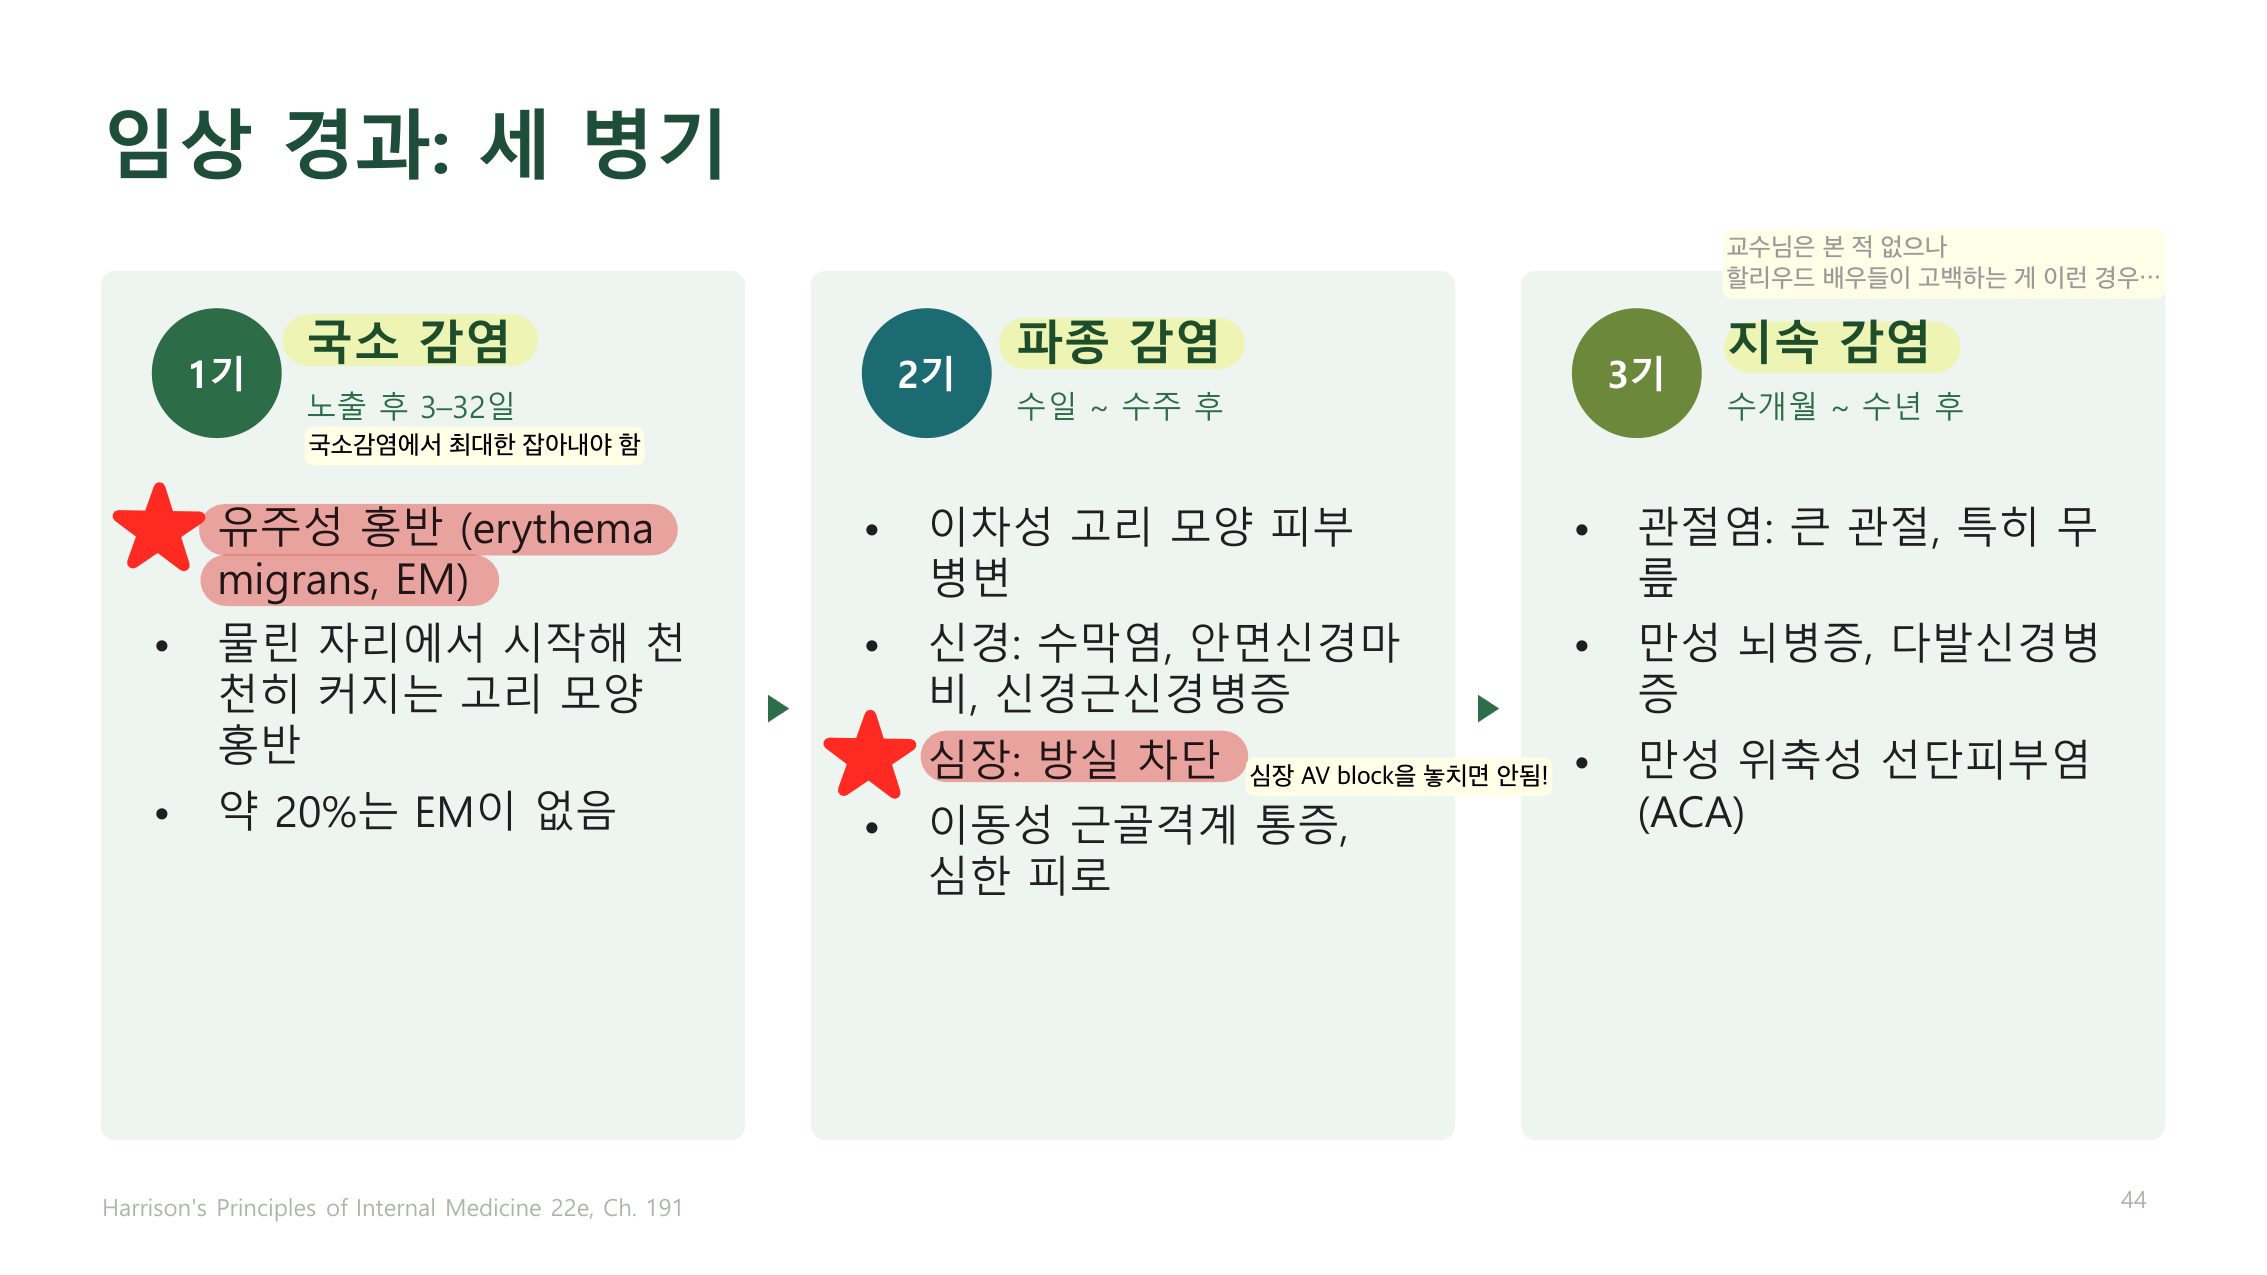 임상 경과: 세 병기
교수님은 본 적 없으나
할리우드 배우들이 고백하는 게 이런 경우…
1기
국소 감염
노출 후 3–32일
국소감염에서 최대한 잡아내야 함
유주성 홍반 (erythema
migrans, EM)
• 물린 자리에서 시작해 천
천히 커지는 고리 모양
홍반
• 약 20%는 EM이 없음
2기
파종 감염
수일 ~ 수주 후
• 이차성 고리 모양 피부
병변
• 신경: 수막염, 안면신경마
비, 신경근신경병증
심장: 방실 차단
심장 AV block을 놓치면 안됨!
• 이동성 근골격계 통증,
심한 피로
3기
지속 감염
수개월 ~ 수년 후
• 관절염: 큰 관절, 특히 무
릎
• 만성 뇌병증, 다발신경병
증
• 만성 위축성 선단피부염
(ACA)
Harrison's Principles of Internal Medicine 22e, Ch. 191
44